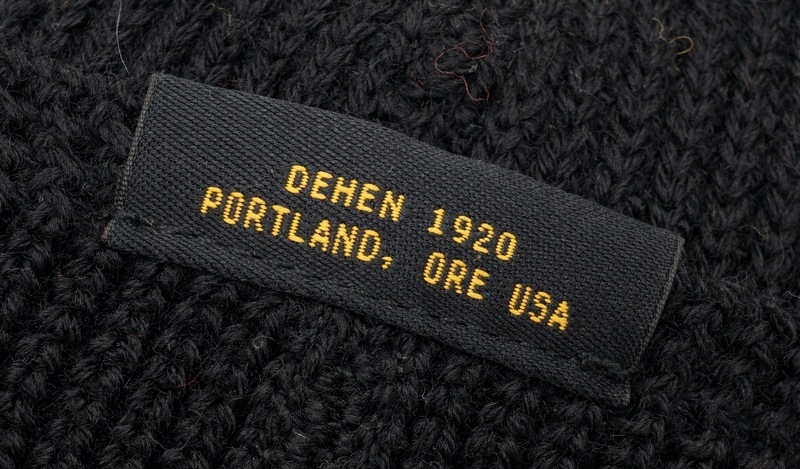 DEHEN 1920
PORTLAND, ORE USA